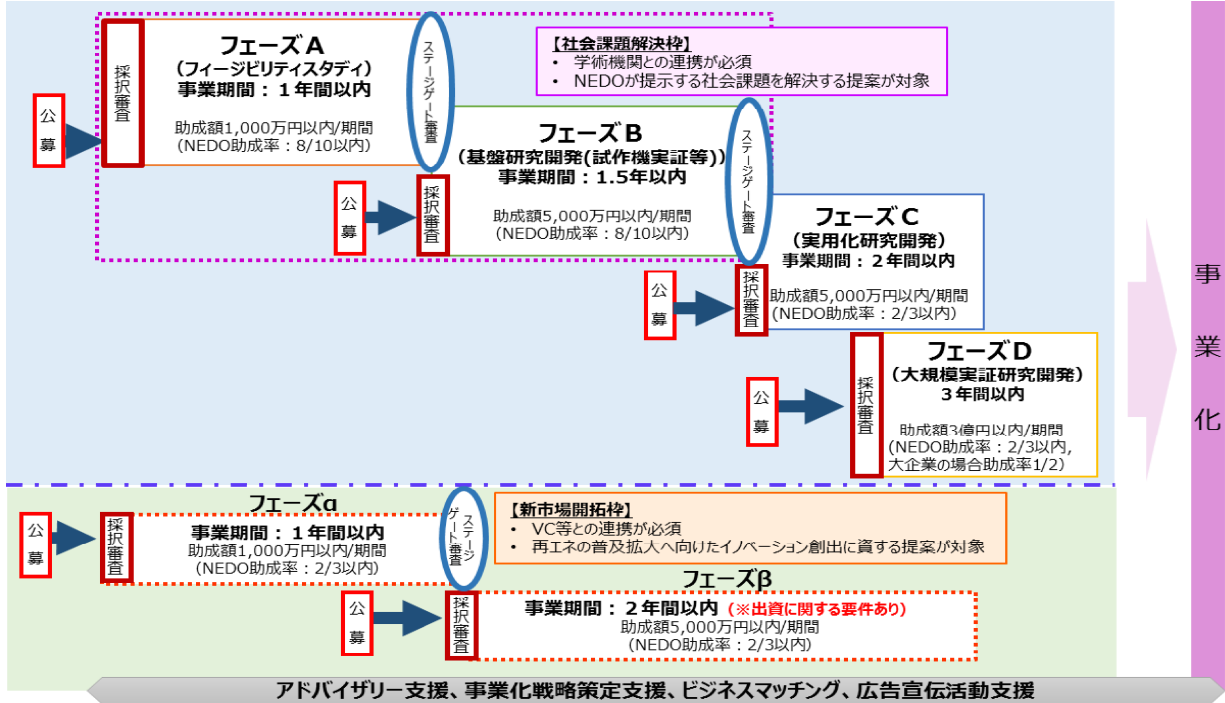 フェーズA
(フィージビリティスタディ)
事業期間：１年間以内
助成額1,000万円以内/期間
(NEDO助成率：8/10以内)
公募
採択審査
ステージゲート審査
【社会課題解決枠】
• 学術機関との連携が必須
• NEDOが提示する社会課題を解決する提案が対象
フェーズB
(基盤研究開発(試作機実証等))
事業期間：1.5年以内
助成額5,000万円以内/期間
(NEDO助成率：8/10以内)
公募
採択審査
ステージゲート審査
フェーズC
(実用化研究開発)
事業期間：２年間以内
助成額5,000万円以内/期間
(NEDO助成率：2/3以内)
公募
採択審査
フェーズD
(大規模実証研究開発)
３年間以内
助成額3億円以内/期間
(NEDO助成率：2/3以内,
大企業の場合助成率1/2)
公募
採択審査
事業化
フェーズα
事業期間：１年間以内
助成額1,000万円以内/期間
(NEDO助成率：2/3以内)
公募
採択審査
ステージゲート審査
【新市場開拓枠】
• VC等との連携が必須
• 再エネの普及拡大へ向けたイノベーション創出に資する提案が対象
フェーズβ
事業期間：２年間以内（※出資に関する要件あり）
助成額5,000万円以内/期間
(NEDO助成率：2/3以内)
公募
採択審査
アドバイザリー支援、事業化戦略策定支援、ビジネスマッチング、広告宣伝活動支援